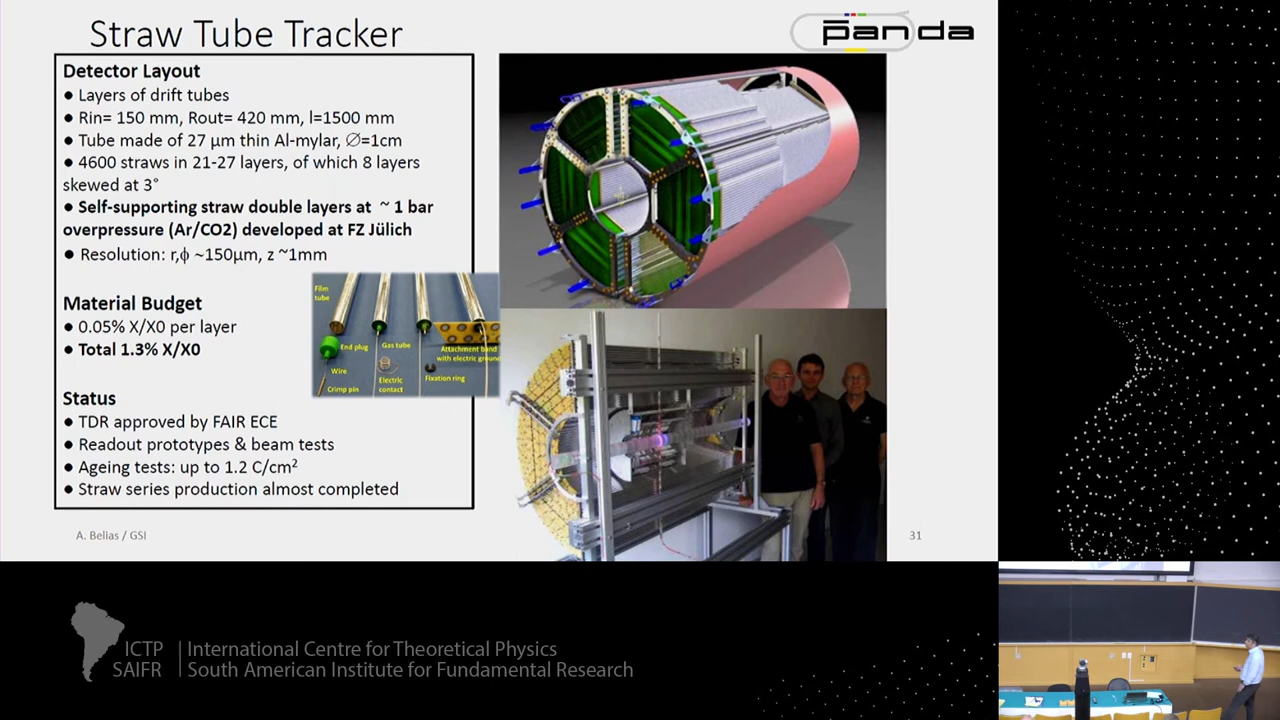 Straw Tube Tracker
panda
Detector Layout
● Layers of drift tubes
● Rin= 150 mm, Rout= 420 mm, l=1500 mm
● Tube made of 27 µm thin Al-mylar, ∅=1cm
● 4600 straws in 21-27 layers, of which 8 layers
skewed at 3°
● Self-supporting straw double layers at ~ 1 bar
overpressure (Ar/CO2) developed at FZ Jülich
● Resolution: r,ϕ ~150µm, z ~1mm
Material Budget
● 0.05% X/X0 per layer
● Total 1.3% X/X0
Film
tube
End plug
Gas tube
Attachment band
with electric ground
Wire
Electric
contact
Fixation ring
Crimp pin
Status
● TDR approved by FAIR ECE
● Readout prototypes & beam tests
● Ageing tests: up to 1.2 C/cm²
● Straw series production almost completed
A. Belias / GSI
31
ICTP
SAIFR
International Centre for Theoretical Physics
South American Institute for Fundamental Research